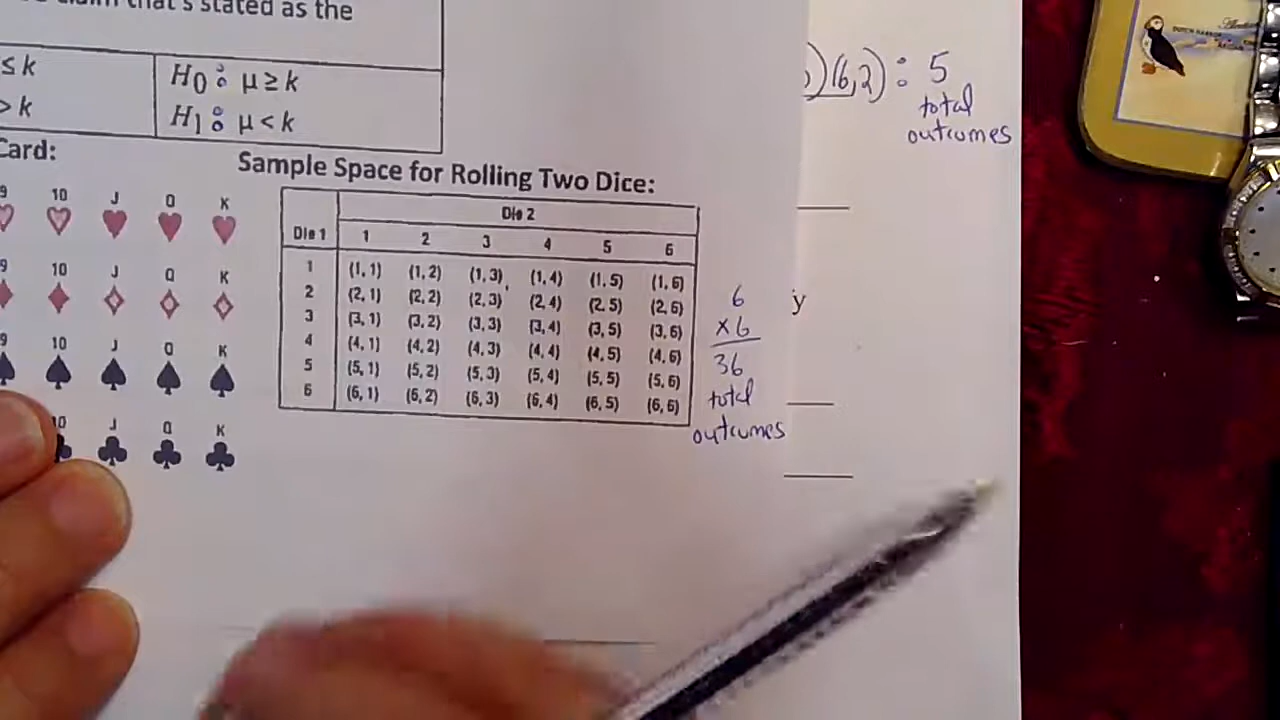 claim that's stated as the
≤ k
H0 : μ ≥ k
> k
H1 : μ < k
Card:
9 10 J Q K
9 10 J Q K
9 10 J Q K
10 J Q K
Sample Space for Rolling Two Dice:
Die 2
Die 1 1 2 3 4 5 6
1 (1, 1) (1, 2) (1, 3) (1, 4) (1, 5) (1, 6)
2 (2, 1) (2, 2) (2, 3) (2, 4) (2, 5) (2, 6)
3 (3, 1) (3, 2) (3, 3) (3, 4) (3, 5) (3, 6)
4 (4, 1) (4, 2) (4, 3) (4, 4) (4, 5) (4, 6)
5 (5, 1) (5, 2) (5, 3) (5, 4) (5, 5) (5, 6)
6 (6, 1) (6, 2) (6, 3) (6, 4) (6, 5) (6, 6)
6
x6
36
total
outcomes
)(6,2) : 5
total
outcomes
y
DUTCH HARBOR